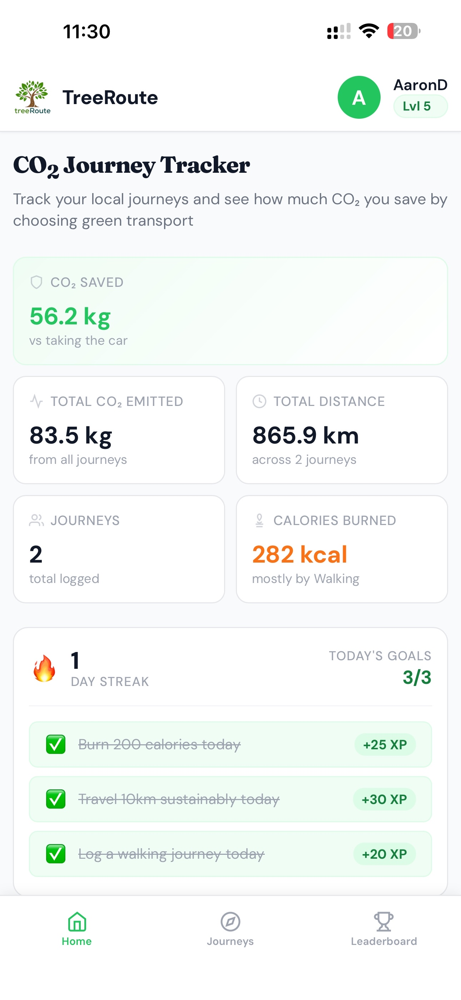 11:30
20
treeRoute
TreeRoute
A
AaronD
Lvl 5
CO₂ Journey Tracker
Track your local journeys and see how much CO₂ you save by
choosing green transport
CO₂ SAVED
56.2 kg
vs taking the car
TOTAL CO₂ EMITTED
83.5 kg
from all journeys
TOTAL DISTANCE
865.9 km
across 2 journeys
JOURNEYS
2
total logged
CALORIES BURNED
282 kcal
mostly by Walking
1
DAY STREAK
TODAY'S GOALS
3/3
Burn 200 calories today
+25 XP
Travel 10km sustainably today
+30 XP
Log a walking journey today
+20 XP
Home
Journeys
Leaderboard